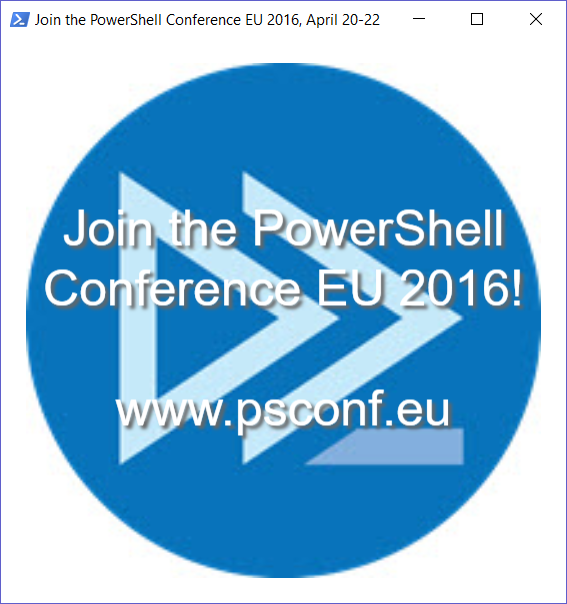 Join the PowerShell Conference EU 2016, April 20-22
Join the PowerShell
Conference EU 2016!
www.psconf.eu